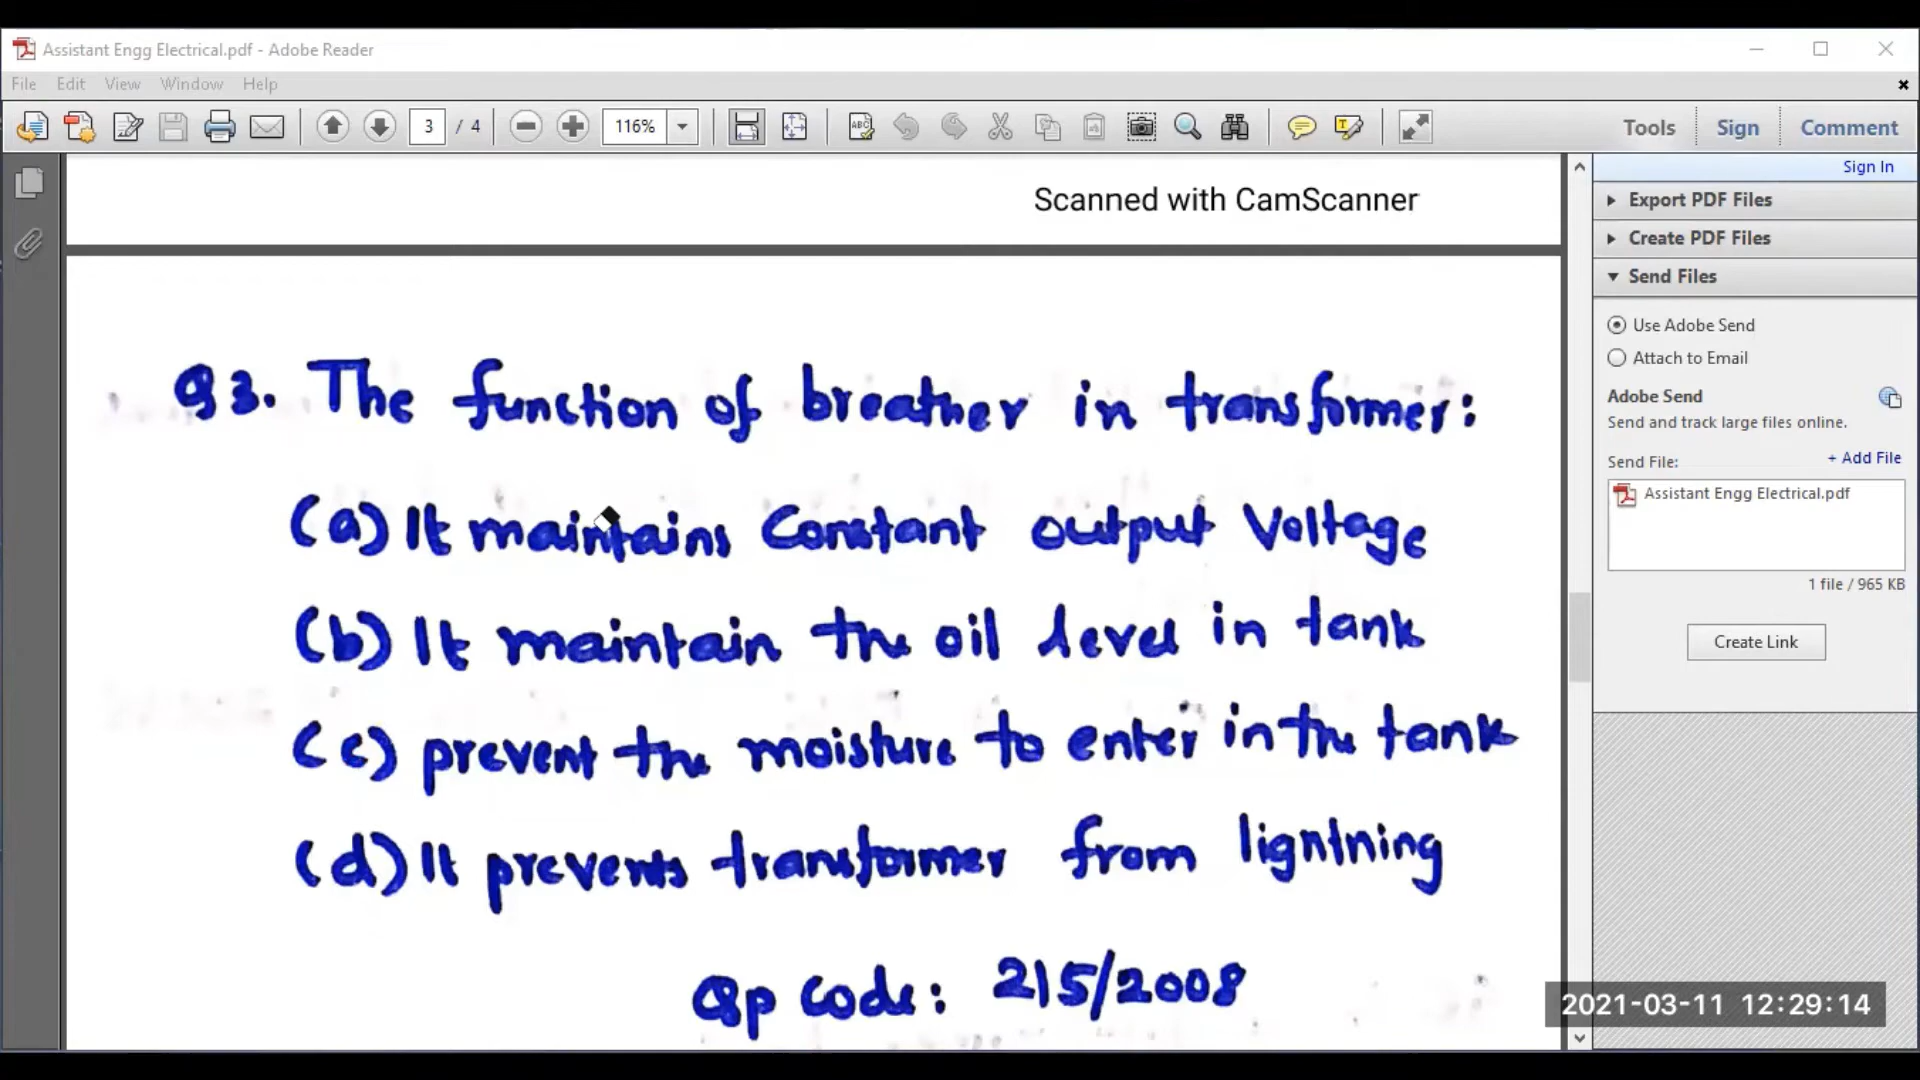 Assistant Engg Electrical.pdf - Adobe Reader
File Edit View Window Help
3 / 4 116% Tools Sign Comment
Sign In
Scanned with CamScanner
Export PDF Files
Create PDF Files
Send Files
Use Adobe Send
Attach to Email
Adobe Send
Send and track large files online.
Send File: + Add File
Assistant Engg Electrical.pdf
1 file / 965 KB
Create Link
Q3. The function of breather in transformer:
(a) It maintains Constant output Voltage
(b) It maintain the oil level in tank
(c) prevent the moisture to enter in the tank
(d) It prevents transformer from lightning
Qp Code: 215/2008
2021-03-11 12:29:14